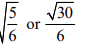 √(5/6) or √30/6